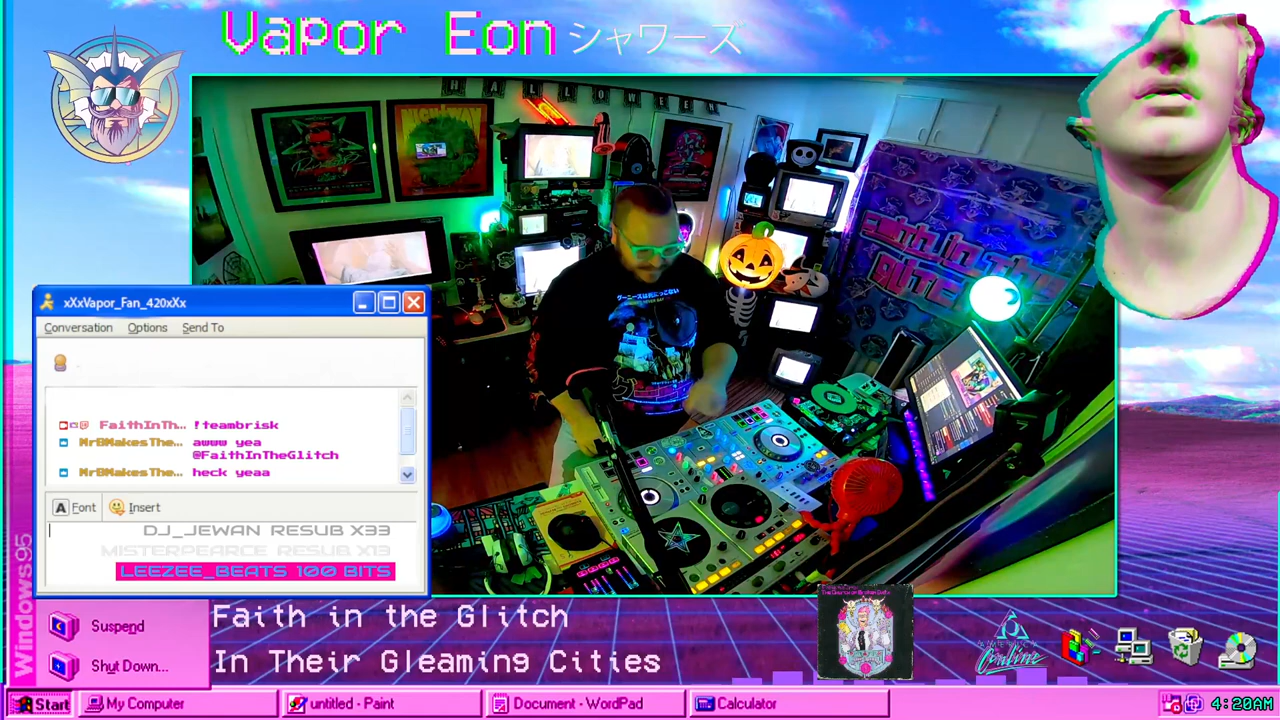 Vapor Eon シャワーズ
HALLOWEEN
xXxVapor_Fan_420xXx
Conversation Options Send To
FaithInTh... !teambrisk
MrBMakesThe... awww yea
@FaithInTheGlitch
MrBMakesThe... heck yeaa
A Font Insert
DJ_JEWAN RESUB X33
MISTERPEARCE RESUB X13
LEEZEE_BEATS 100 BITS
Windows95
Suspend
Shut Down...
Faith in the Glitch
In Their Gleaming Cities
Online
Start My Computer untitled - Paint Document - WordPad Calculator 4:20AM